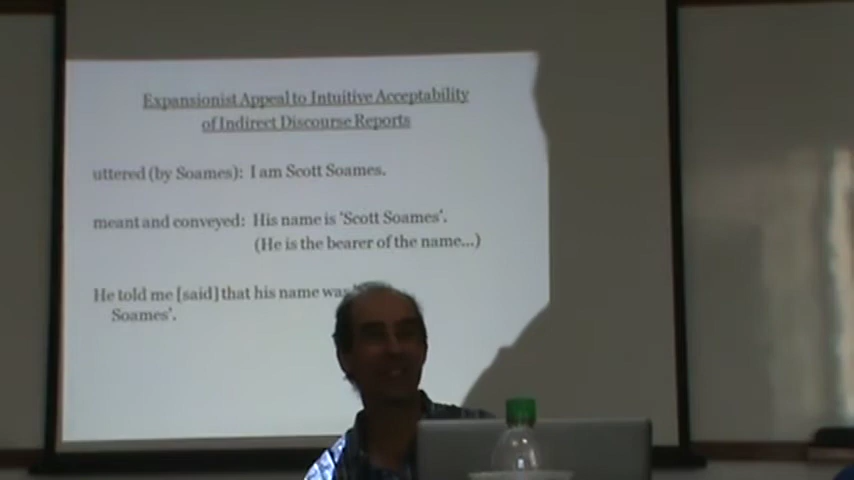 Expansionist Appeal to Intuitive Acceptability
of Indirect Discourse Reports
uttered (by Soames): I am Scott Soames.
meant and conveyed: His name is 'Scott Soames'.
(He is the bearer of the name...)
He told me [said] that his name was
Soames'.